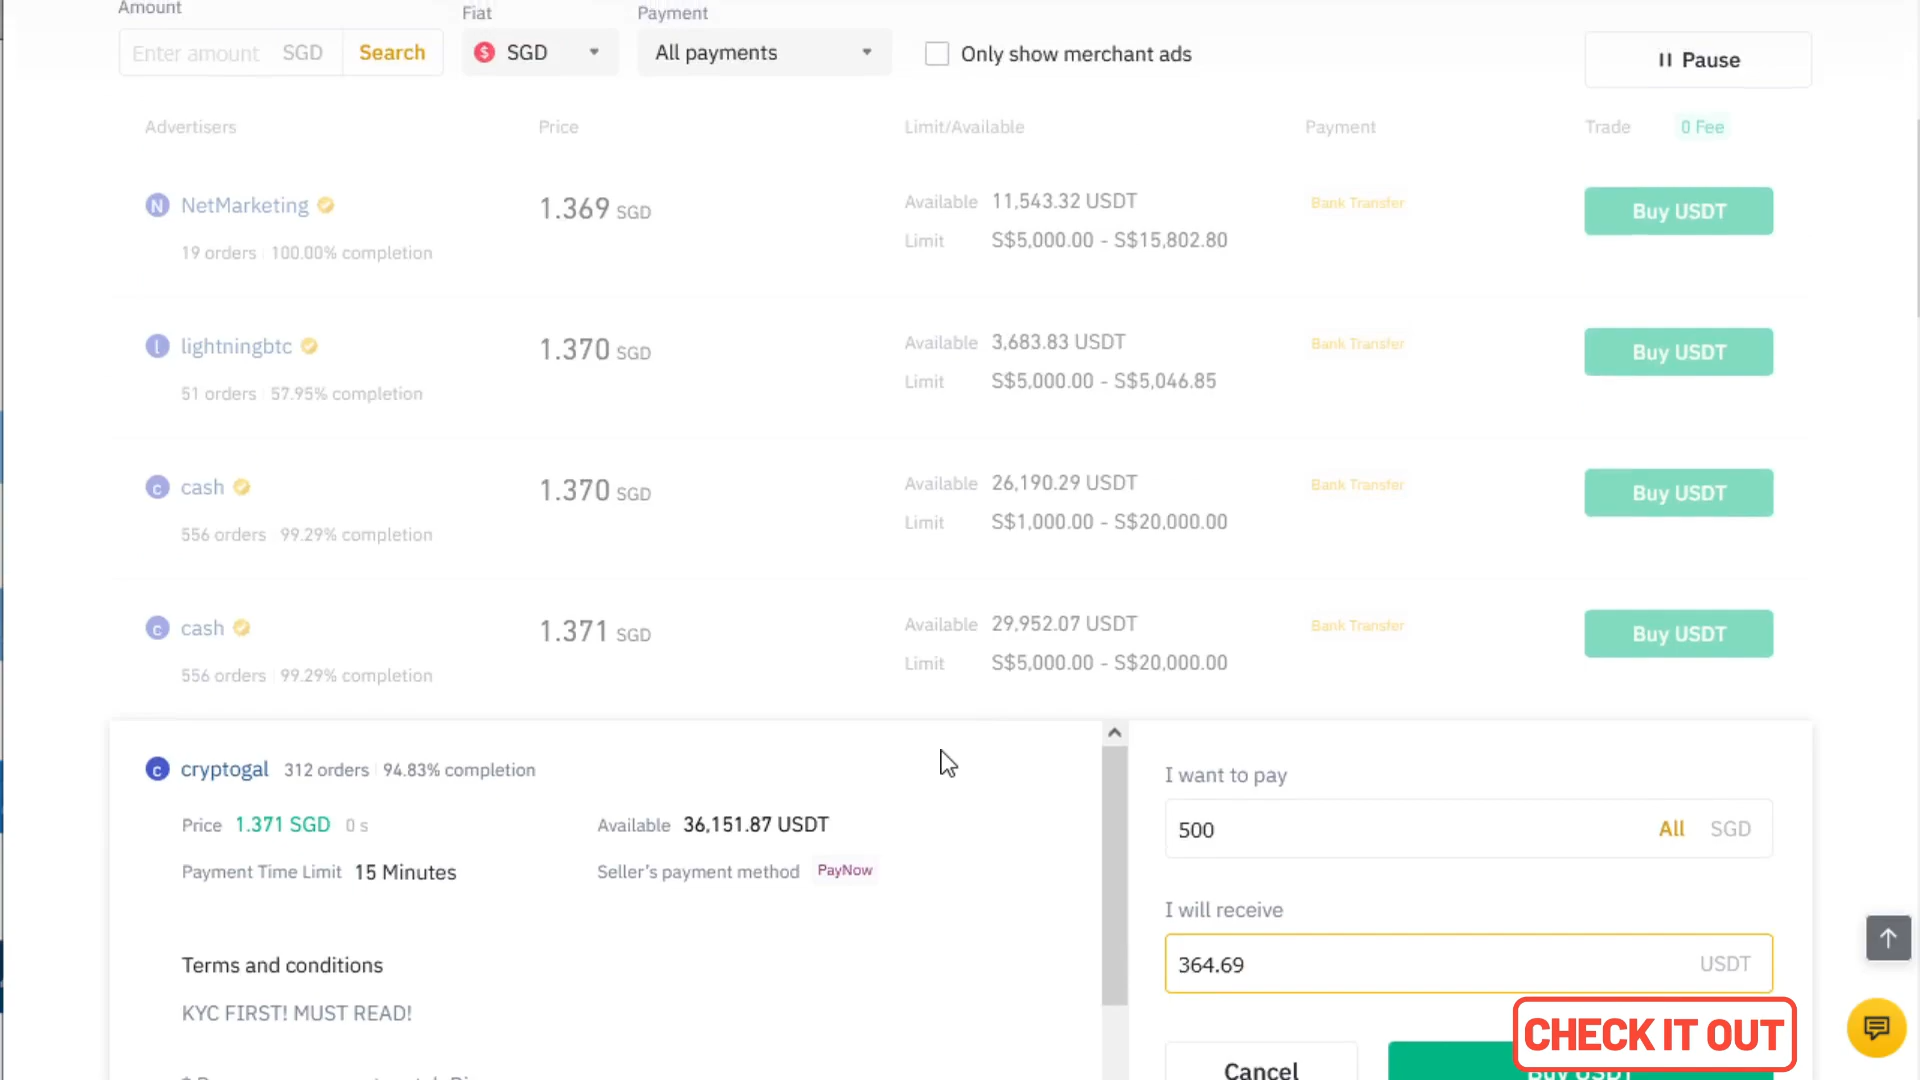 Amount
Fiat
Payment
Enter amount SGD Search
$ SGD
All payments
Only show merchant ads
Pause
Advertisers Price Limit/Available Payment Trade 0 Fee
N NetMarketing 1.369 SGD Available 11,543.32 USDT Bank Transfer Buy USDT
19 orders 100.00% completion Limit S$5,000.00 - S$15,802.80
l lightningbtc 1.370 SGD Available 3,683.83 USDT Bank Transfer Buy USDT
51 orders 57.95% completion Limit S$5,000.00 - S$5,046.85
c cash 1.370 SGD Available 26,190.29 USDT Bank Transfer Buy USDT
556 orders 99.29% completion Limit S$1,000.00 - S$20,000.00
c cash 1.371 SGD Available 29,952.07 USDT Bank Transfer Buy USDT
556 orders 99.29% completion Limit S$5,000.00 - S$20,000.00
c cryptogal 312 orders 94.83% completion
Price 1.371 SGD 0 s Available 36,151.87 USDT
Payment Time Limit 15 Minutes Seller's payment method PayNow
Terms and conditions
KYC FIRST! MUST READ!
I want to pay
500 All SGD
I will receive
364.69 USDT
CHECK IT OUT
Cancel Buy USDT